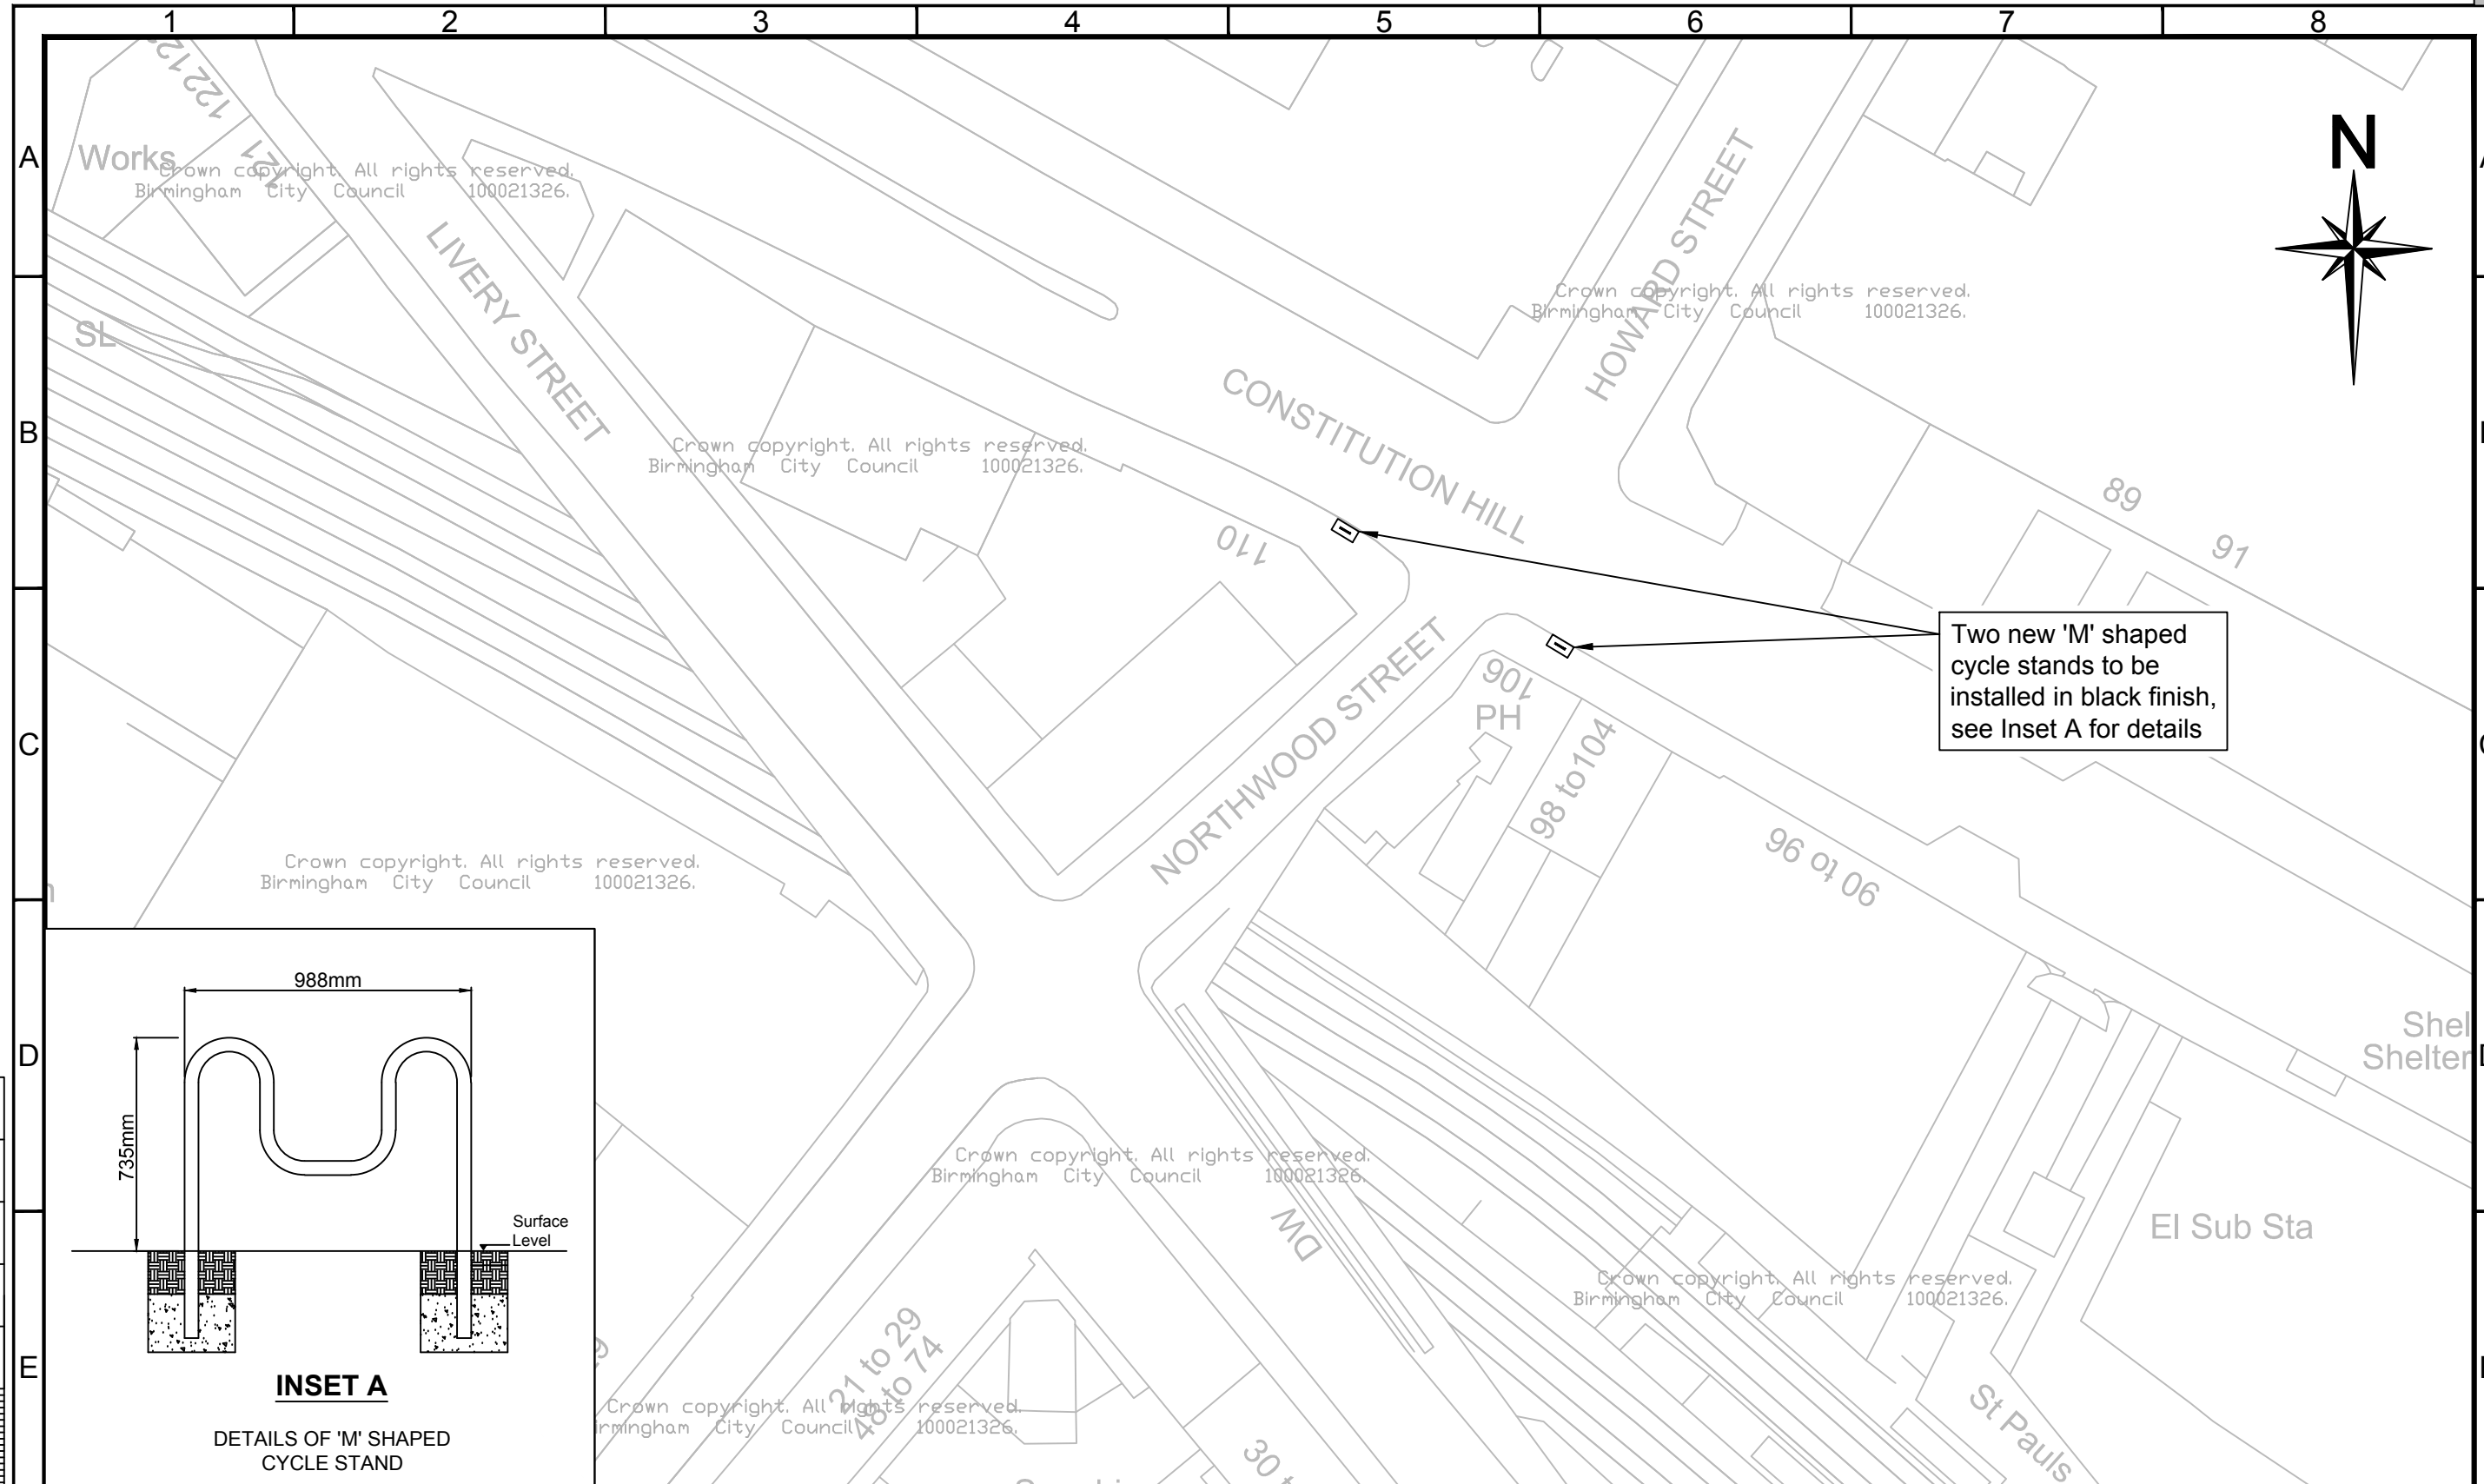 1 2 3 4 5 6 7 8
A
B
C
D
E
N
121
Works
Crown copyright. All rights reserved.
Birmingham City Council 100021326.
LIVERY STREET
SL
HOWARD STREET
Crown copyright. All rights reserved.
Birmingham City Council 100021326.
CONSTITUTION HILL
Crown copyright. All rights reserved.
Birmingham City Council 100021326.
110
89
91
Two new 'M' shaped
cycle stands to be
installed in black finish,
see Inset A for details
NORTHWOOD STREET
106
PH
98 to104
90 to 96
Crown copyright. All rights reserved.
Birmingham City Council 100021326.
988mm
735mm
Surface
Level
INSET A
DETAILS OF 'M' SHAPED
CYCLE STAND
Shel
Shelter
Crown copyright. All rights reserved.
Birmingham City Council 100021326.
DW
El Sub Sta
Crown copyright. All rights reserved.
Birmingham City Council 100021326.
21 to 29
48 to 74
Crown copyright. All rights reserved.
irmingham City Council 100021326.
30 t
St Pauls